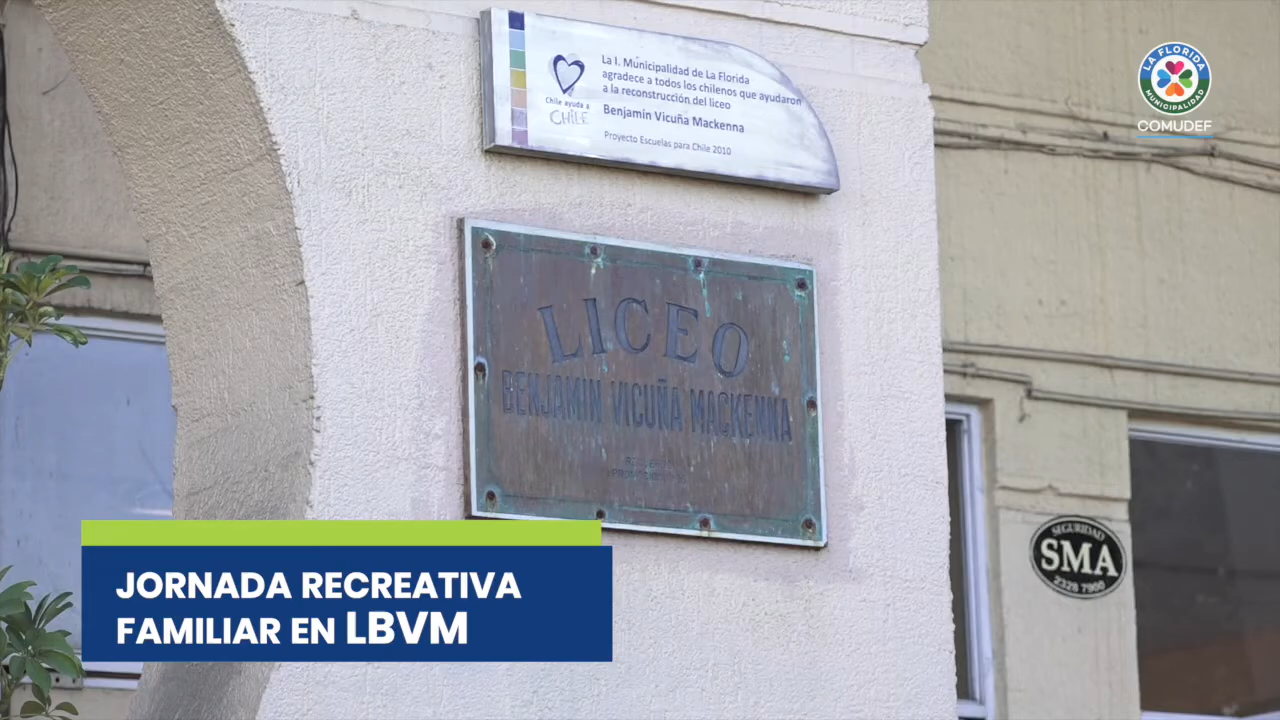 La I. Municipalidad de La Florida
agradece a todos los chilenos que ayudaron
a la reconstrucción del liceo
Benjamín Vicuña Mackenna
Proyecto Escuelas para Chile 2010
Chile ayuda a
CHILE
LA FLORIDA
MUNICIPALIDAD
COMUDEF
LICEO
BENJAMIN VICUÑA MACKENNA
SEGURIDAD
SMA
2328 7900
JORNADA RECREATIVA
FAMILIAR EN LBVM